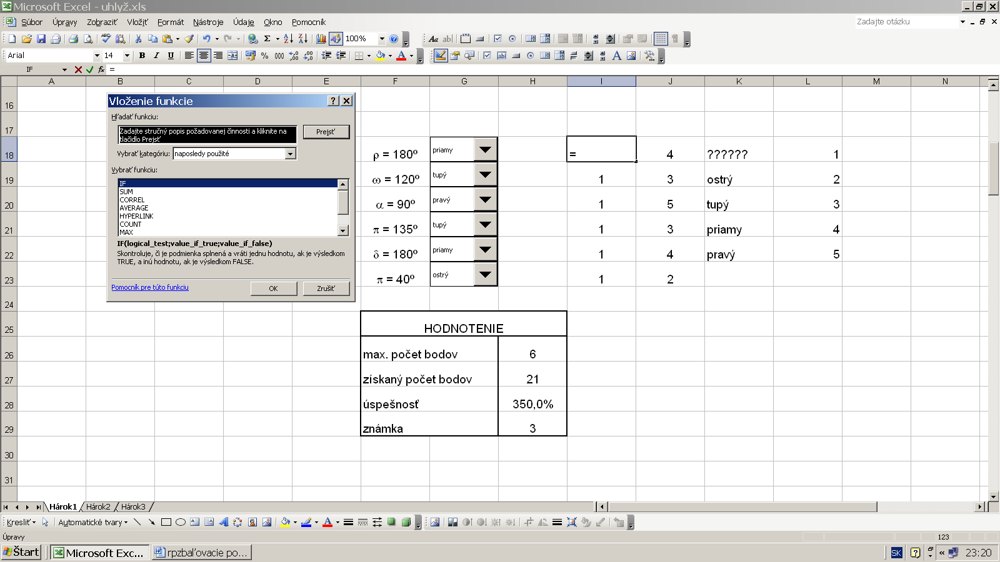 Microsoft Excel - uhlyž.xls
Súbor Úpravy Zobraziť Vložiť Formát Nástroje Údaje Okno Pomocník Zadajte otázku
100%
Arial 14 B I U % 000
IF =
A B C D E F G H I J K L M N
Vloženie funkcie
Hľadať funkciu:
Zadajte stručný popis požadovanej činnosti a kliknite na
tlačidlo Prejsť
Prejsť
Vybrať kategóriu: naposledy použité
Vybrať funkciu:
IF
SUM
CORREL
AVERAGE
HYPERLINK
COUNT
MAX
IF(logical_test;value_if_true;value_if_false)
Skontroluje, či je podmienka splnená a vráti jednu hodnotu, ak je výsledkom
TRUE, a inú hodnotu, ak je výsledkom FALSE.
Pomocník pre túto funkciu OK Zrušiť
16
17
18 ρ = 180º priamy = 4 ?????? 1
19 ω = 120º tupý 1 3 ostrý 2
20 α = 90º pravý 1 5 tupý 3
21 π = 135º tupý 1 3 priamy 4
22 δ = 180º priamy 1 4 pravý 5
23 π = 40º ostrý 1 2
24
25 HODNOTENIE
26 max. počet bodov 6
27 získaný počet bodov 21
28 úspešnosť 350,0%
29 známka 3
30
31
Hárok1 Hárok2 Hárok3
Kresliť Automatické tvary
Úpravy 123
Štart Microsoft Exc... rpzbaľovacie po... SK 23:20